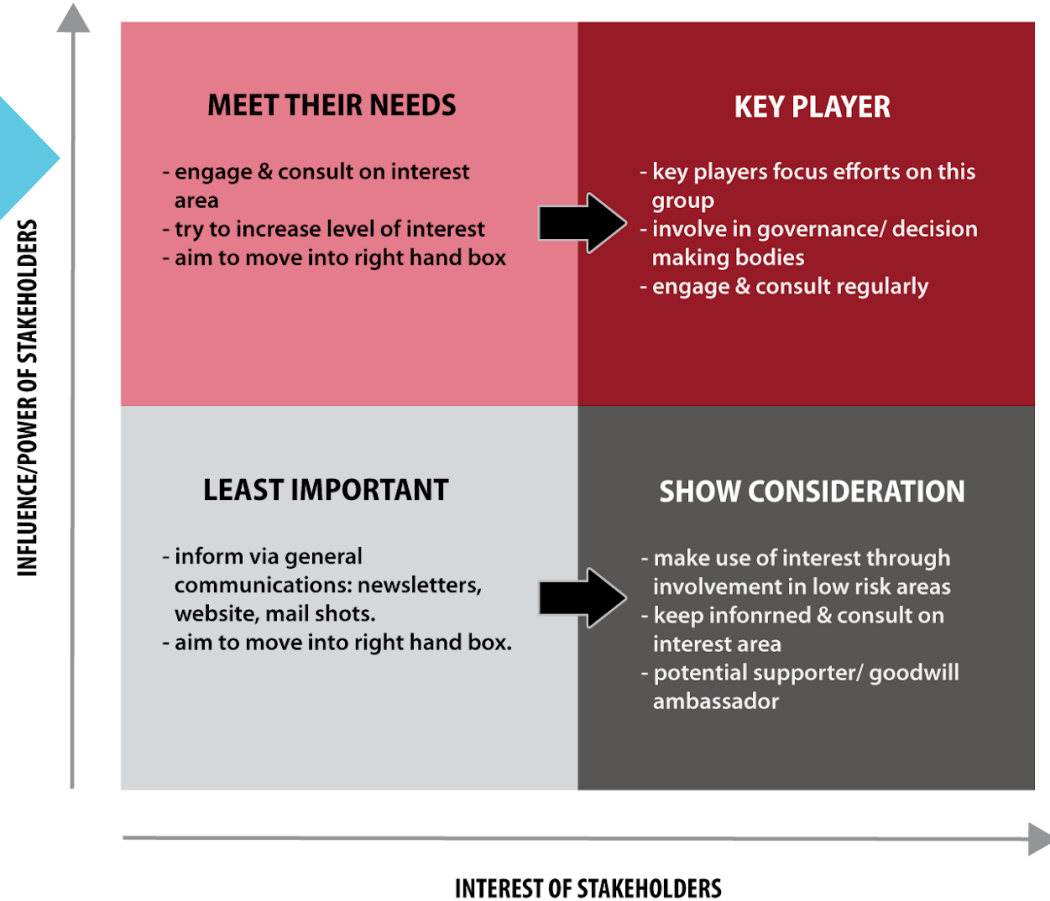 INFLUENCE/POWER OF STAKEHOLDERS
MEET THEIR NEEDS
- engage & consult on interest
area
- try to increase level of interest
- aim to move into right hand box
KEY PLAYER
- key players focus efforts on this
group
- involve in governance/ decision
making bodies
- engage & consult regularly
LEAST IMPORTANT
- inform via general
communications: newsletters,
website, mail shots.
- aim to move into right hand box.
SHOW CONSIDERATION
- make use of interest through
involvement in low risk areas
- keep infonrned & consult on
interest area
- potential supporter/ goodwill
ambassador
INTEREST OF STAKEHOLDERS